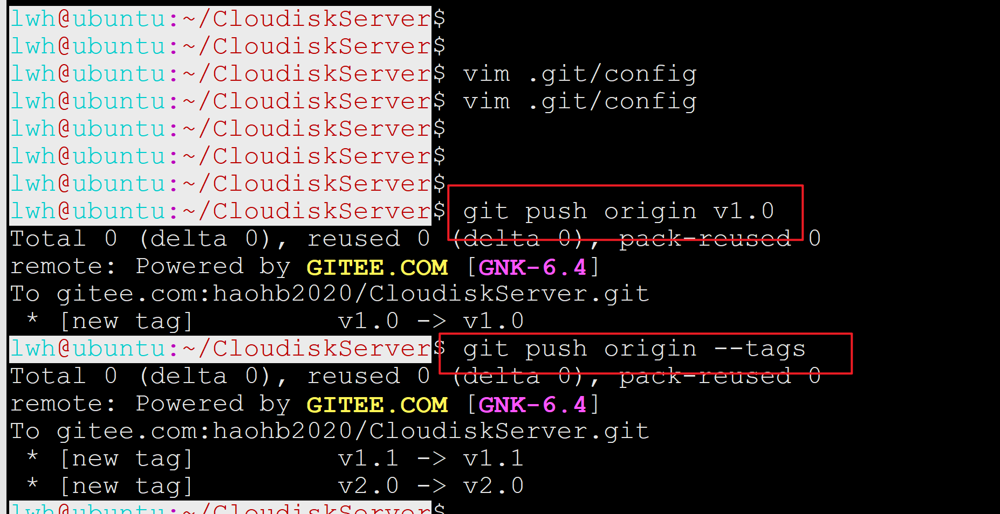 lwh@ubuntu:~/CloudiskServer$
lwh@ubuntu:~/CloudiskServer$
lwh@ubuntu:~/CloudiskServer$ vim .git/config
lwh@ubuntu:~/CloudiskServer$ vim .git/config
lwh@ubuntu:~/CloudiskServer$
lwh@ubuntu:~/CloudiskServer$
lwh@ubuntu:~/CloudiskServer$
lwh@ubuntu:~/CloudiskServer$ git push origin v1.0
Total 0 (delta 0), reused 0 (delta 0), pack-reused 0
remote: Powered by GITEE.COM [GNK-6.4]
To gitee.com:haohb2020/CloudiskServer.git
 * [new tag]         v1.0 -> v1.0
lwh@ubuntu:~/CloudiskServer$ git push origin --tags
Total 0 (delta 0), reused 0 (delta 0), pack-reused 0
remote: Powered by GITEE.COM [GNK-6.4]
To gitee.com:haohb2020/CloudiskServer.git
 * [new tag]         v1.1 -> v1.1
 * [new tag]         v2.0 -> v2.0
lwh@ubuntu:~/CloudiskServer$